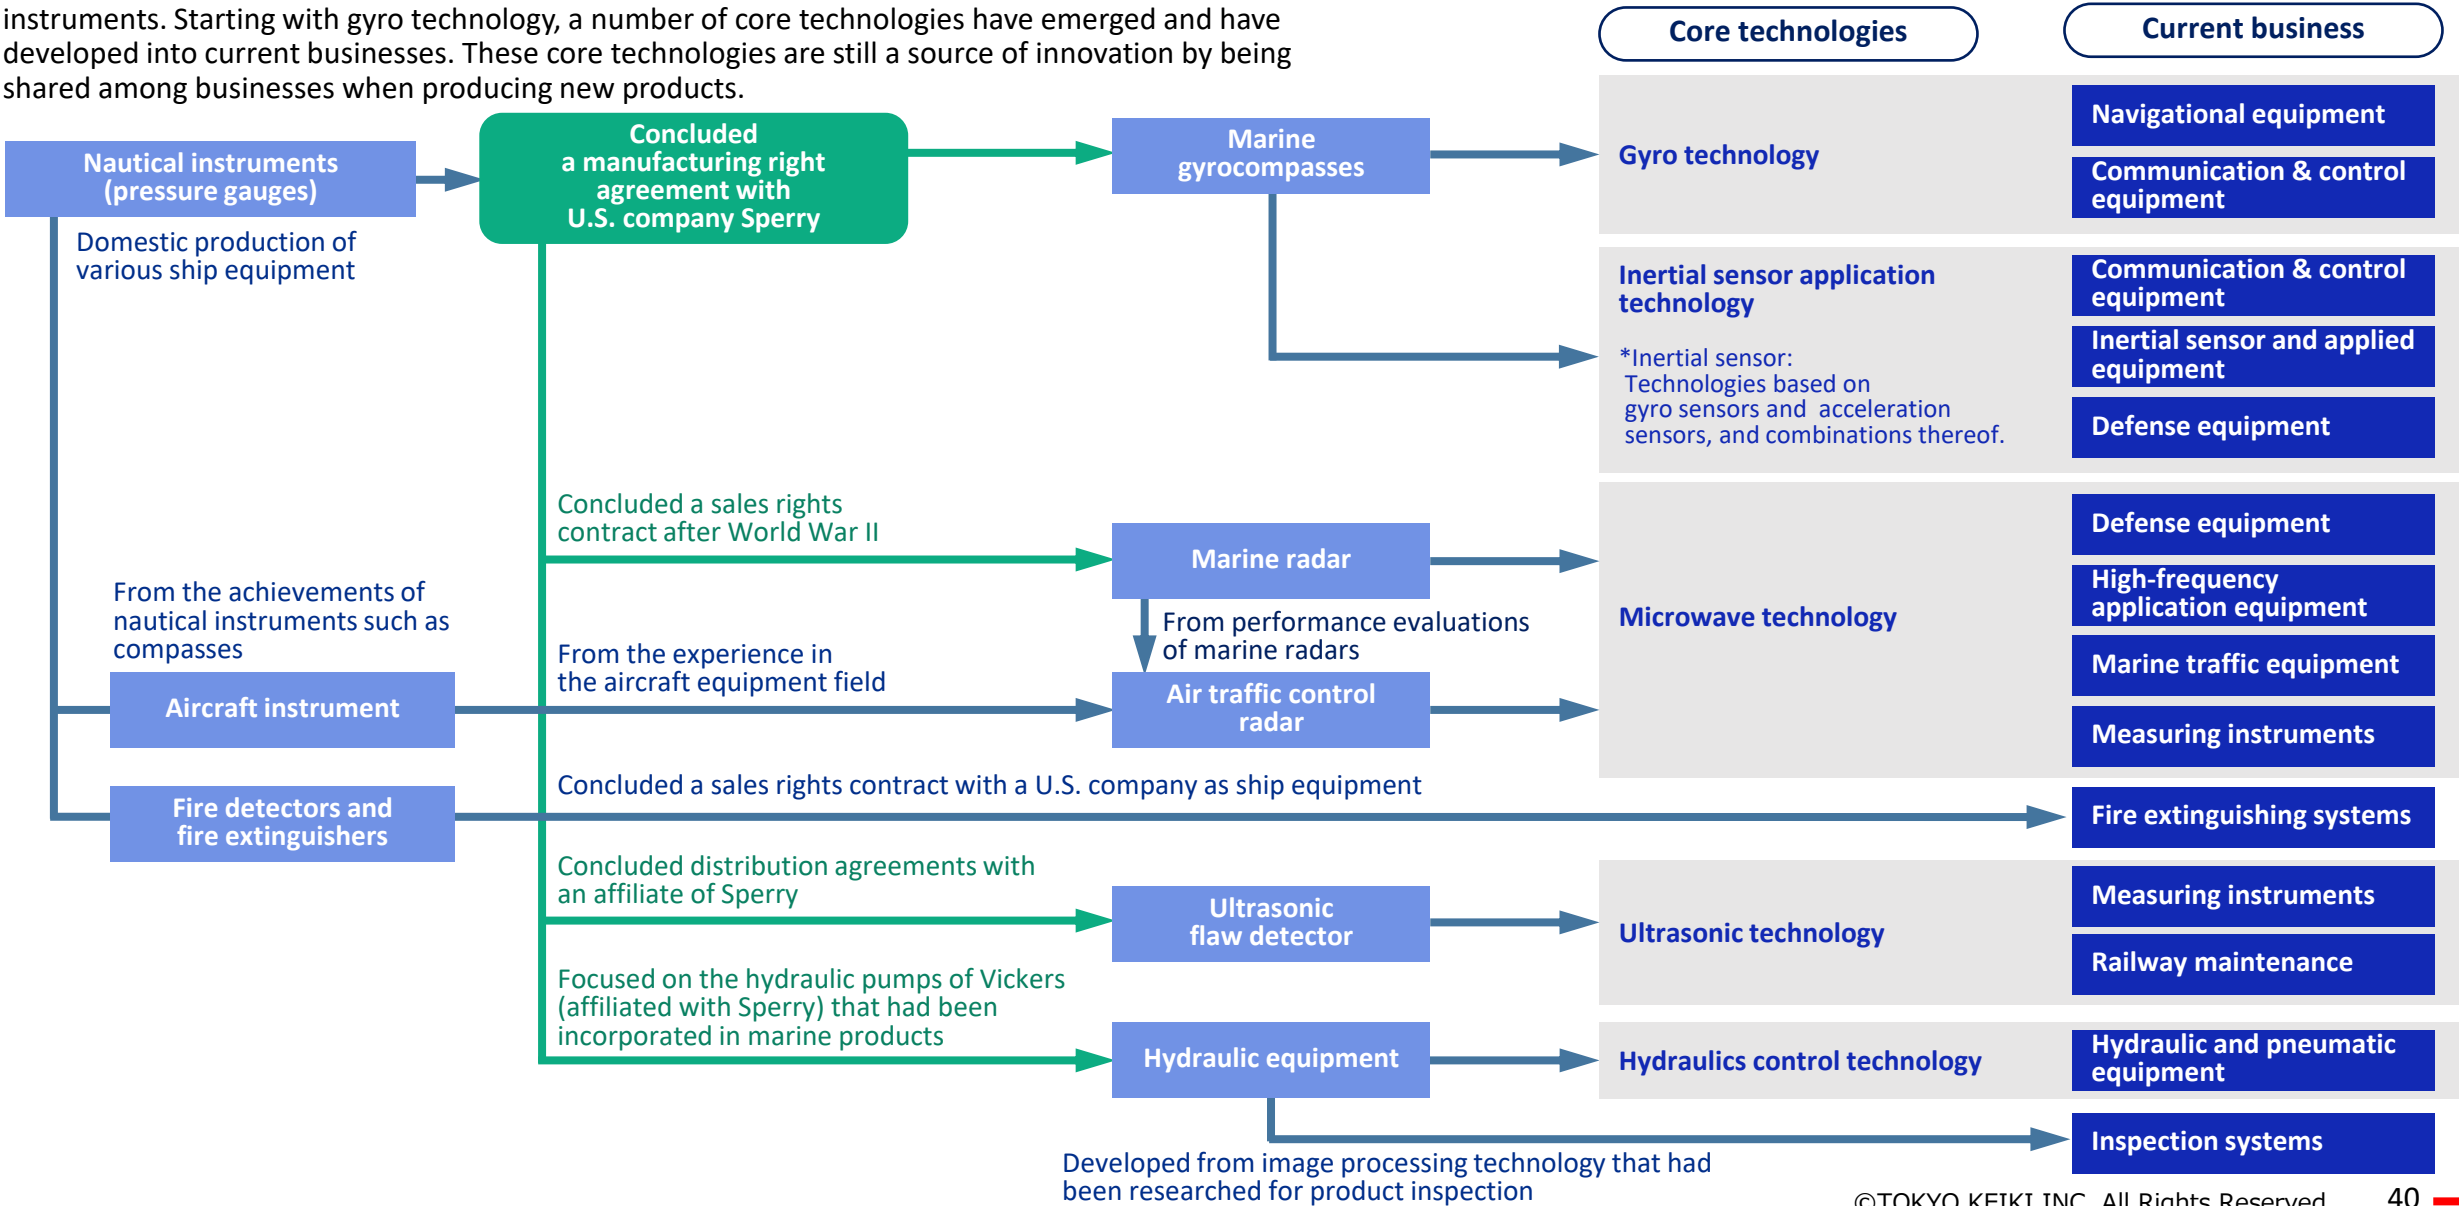 instruments. Starting with gyro technology, a number of core technologies have emerged and have
developed into current businesses. These core technologies are still a source of innovation by being
shared among businesses when producing new products.
Core technologies
Current business
Nautical instruments
(pressure gauges)
Domestic production of
various ship equipment
Concluded
a manufacturing right
agreement with
U.S. company Sperry
Marine
gyrocompasses
Gyro technology
Navigational equipment
Communication & control
equipment
Inertial sensor application
technology
*Inertial sensor:
Technologies based on
gyro sensors and acceleration
sensors, and combinations thereof.
Communication & control
equipment
Inertial sensor and applied
equipment
Defense equipment
Concluded a sales rights
contract after World War II
Marine radar
From performance evaluations
of marine radars
From the achievements of
nautical instruments such as
compasses
Aircraft instrument
From the experience in
the aircraft equipment field
Air traffic control
radar
Microwave technology
Defense equipment
High-frequency
application equipment
Marine traffic equipment
Measuring instruments
Fire detectors and
fire extinguishers
Concluded a sales rights contract with a U.S. company as ship equipment
Fire extinguishing systems
Concluded distribution agreements with
an affiliate of Sperry
Ultrasonic
flaw detector
Ultrasonic technology
Measuring instruments
Railway maintenance
Focused on the hydraulic pumps of Vickers
(affiliated with Sperry) that had been
incorporated in marine products
Hydraulic equipment
Hydraulics control technology
Hydraulic and pneumatic
equipment
Developed from image processing technology that had
been researched for product inspection
Inspection systems
©TOKYO KEIKI INC. All Rights Reserved
40